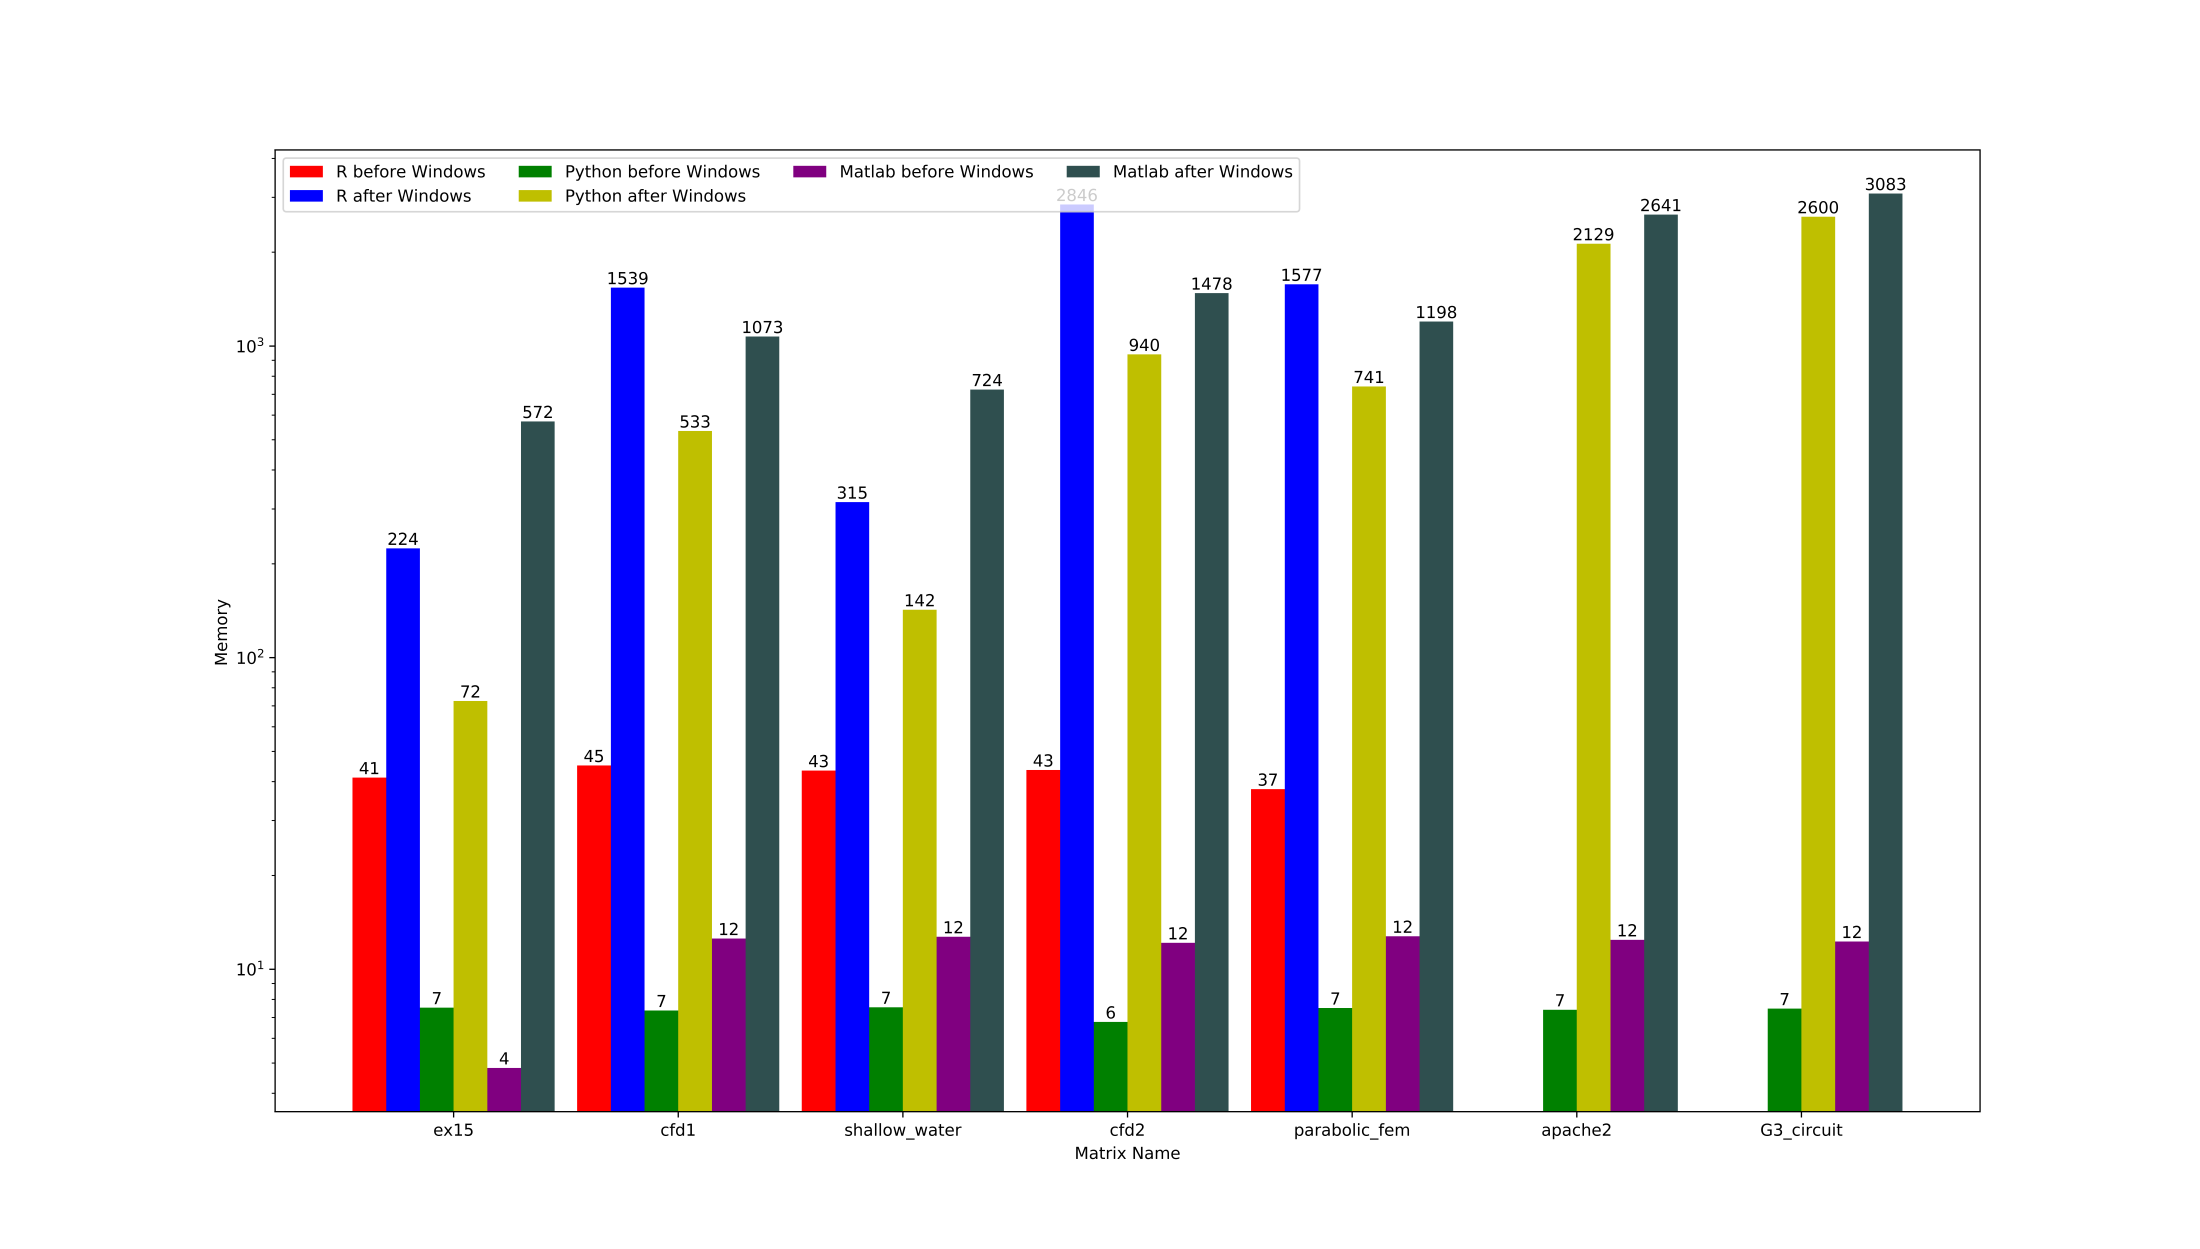 R before Windows
R after Windows
Python before Windows
Python after Windows
Matlab before Windows
Matlab after Windows
Memory
10³
10²
10¹
41
224
7
72
4
572
45
1539
7
533
12
1073
43
315
7
142
12
724
43
2846
6
940
12
1478
37
1577
7
741
12
1198
7
2129
12
2641
7
2600
12
3083
ex15
cfd1
shallow_water
cfd2
parabolic_fem
apache2
G3_circuit
Matrix Name